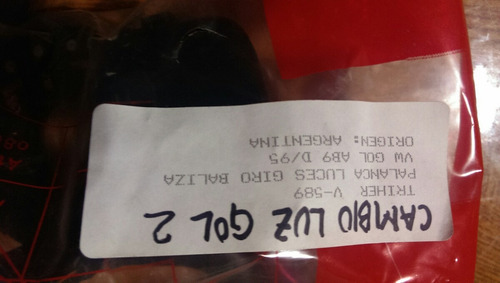 CAMBIO LUZ GOL 2
TRIHER V-589
PALANCA LUCES GIRO BALIZA
VW GOL AB9 D/95
ORIGEN: ARGENTINA